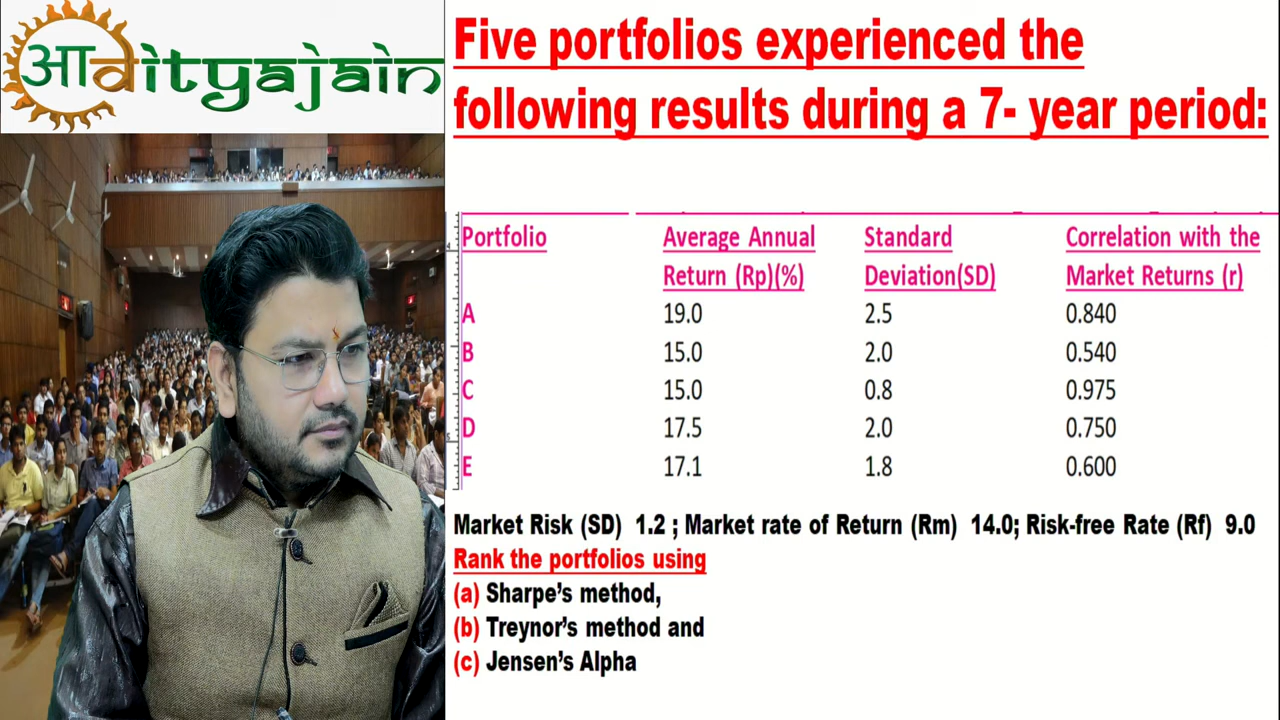 आdityajain
Five portfolios experienced the
following results during a 7- year period:
Portfolio Average Annual Standard Correlation with the
Return (Rp)(%) Deviation(SD) Market Returns (r)
A 19.0 2.5 0.840
B 15.0 2.0 0.540
C 15.0 0.8 0.975
D 17.5 2.0 0.750
E 17.1 1.8 0.600
Market Risk (SD) 1.2 ; Market rate of Return (Rm) 14.0; Risk-free Rate (Rf) 9.0
Rank the portfolios using
(a) Sharpe’s method,
(b) Treynor’s method and
(c) Jensen’s Alpha